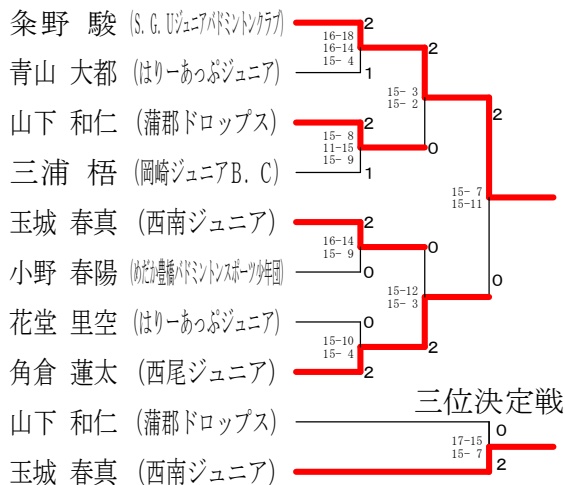 粂野 駿 (S.G.Uジュニアバドミントンクラブ) 2
16-18
16-14
15- 4
2
青山 大都 (はりーあっぷジュニア) 1
15- 3
15- 2
2
山下 和仁 (蒲郡ドロップス) 2
15- 8
11-15
15- 9
0
三浦 梧 (岡崎ジュニアB.C) 1
15- 7
15-11
玉城 春真 (西南ジュニア) 2
16-14
15- 9
0
小野 春陽 (めだか豊橋バドミントンスポーツ少年団) 0
15-12
15- 3
0
花堂 里空 (はりーあっぷジュニア) 0
15-10
15- 4
2
角倉 蓮太 (西尾ジュニア) 2
三位決定戦
山下 和仁 (蒲郡ドロップス) 0
17-15
15- 7
玉城 春真 (西南ジュニア) 2